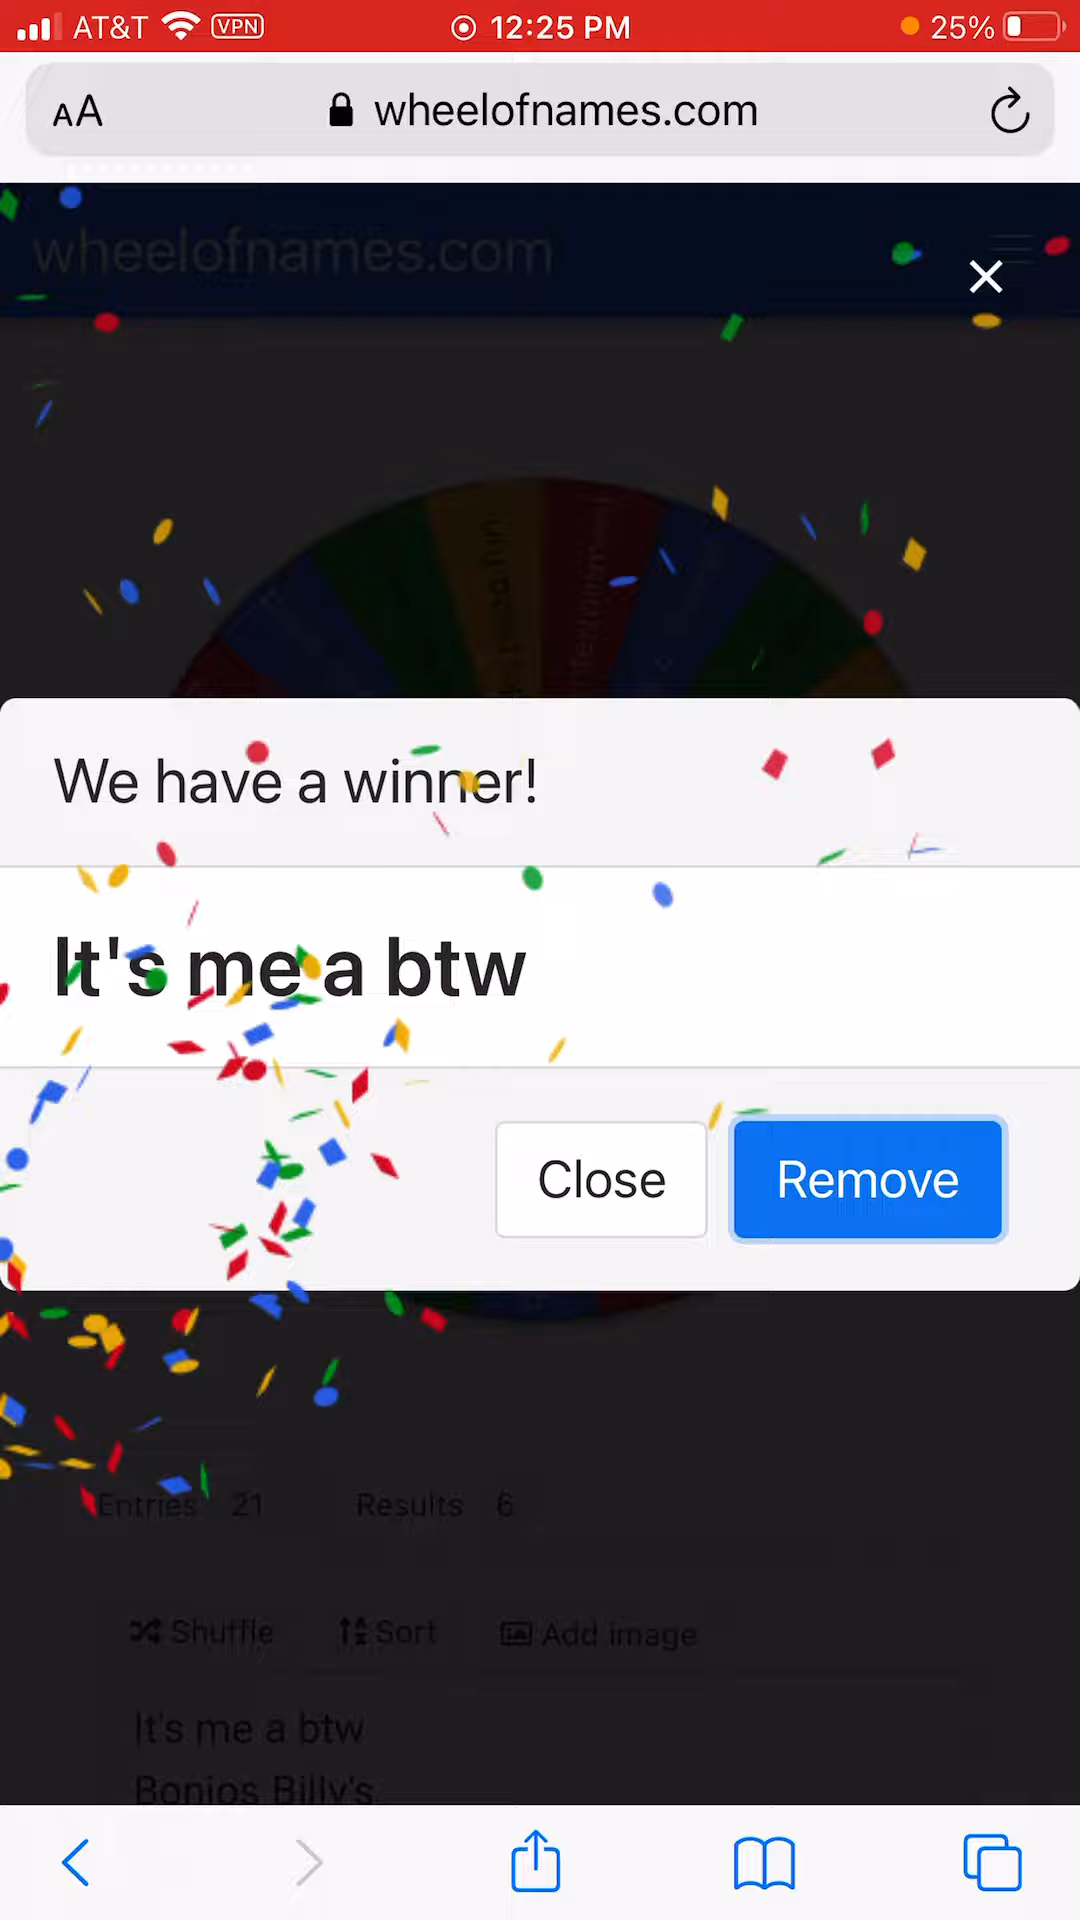 AT&T VPN 12:25 PM 25%
AA wheelofnames.com
wheelofnames.com
We have a winner!
It's me a btw
Close Remove
Entries 21 Results 6
Shuffle Sort Add image
It's me a btw
Bonios Billy's